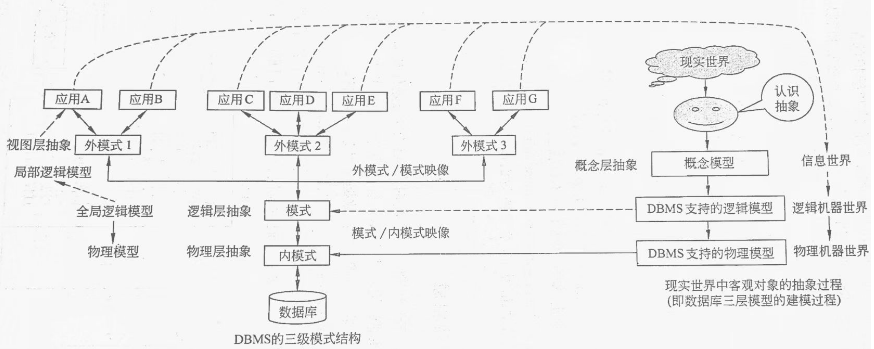 现实世界
认识
抽象
应用A
应用B
应用C
应用D
应用E
应用F
应用G
视图层抽象
外模式1
外模式2
外模式3
局部逻辑模型
外模式/模式映像
概念层抽象
概念模型
信息世界
全局逻辑模型
逻辑层抽象
模式
DBMS支持的逻辑模型
逻辑机器世界
模式/内模式映像
物理模型
物理层抽象
内模式
DBMS支持的物理模型
物理机器世界
数据库
现实世界中客观对象的抽象过程
(即数据库三层模型的建模过程)
DBMS的三级模式结构